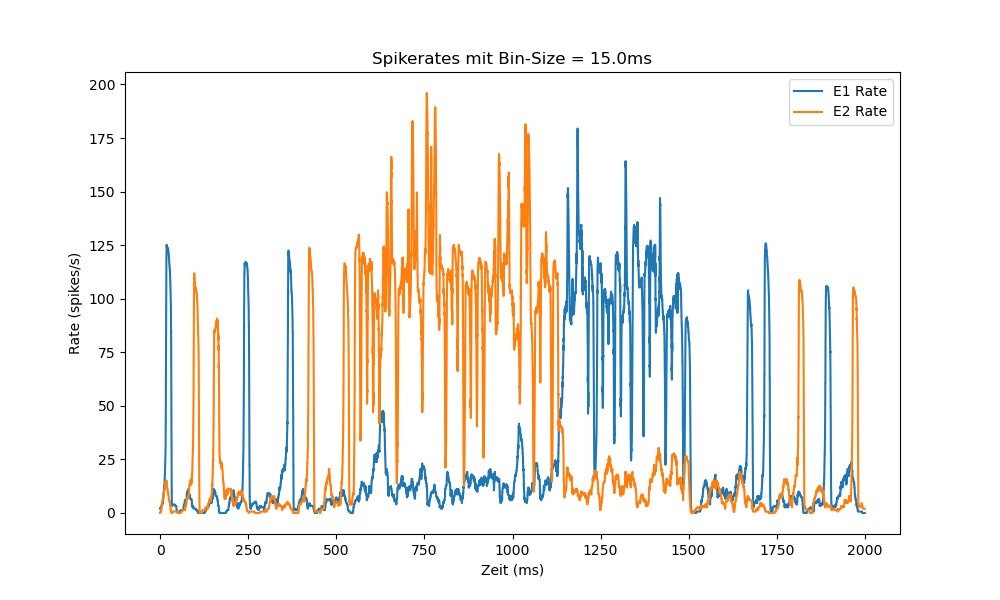 Spikerates mit Bin-Size = 15.0ms
E1 Rate
E2 Rate
200
175
150
125
100
75
50
25
0
Rate (spikes/s)
0 250 500 750 1000 1250 1500 1750 2000
Zeit (ms)